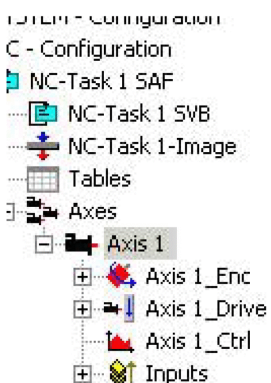 C - Configuration
NC-Task 1 SAF
NC-Task 1 SVB
NC-Task 1-Image
Tables
Axes
Axis 1
Axis 1_Enc
Axis 1_Drive
Axis 1_Ctrl
Inputs